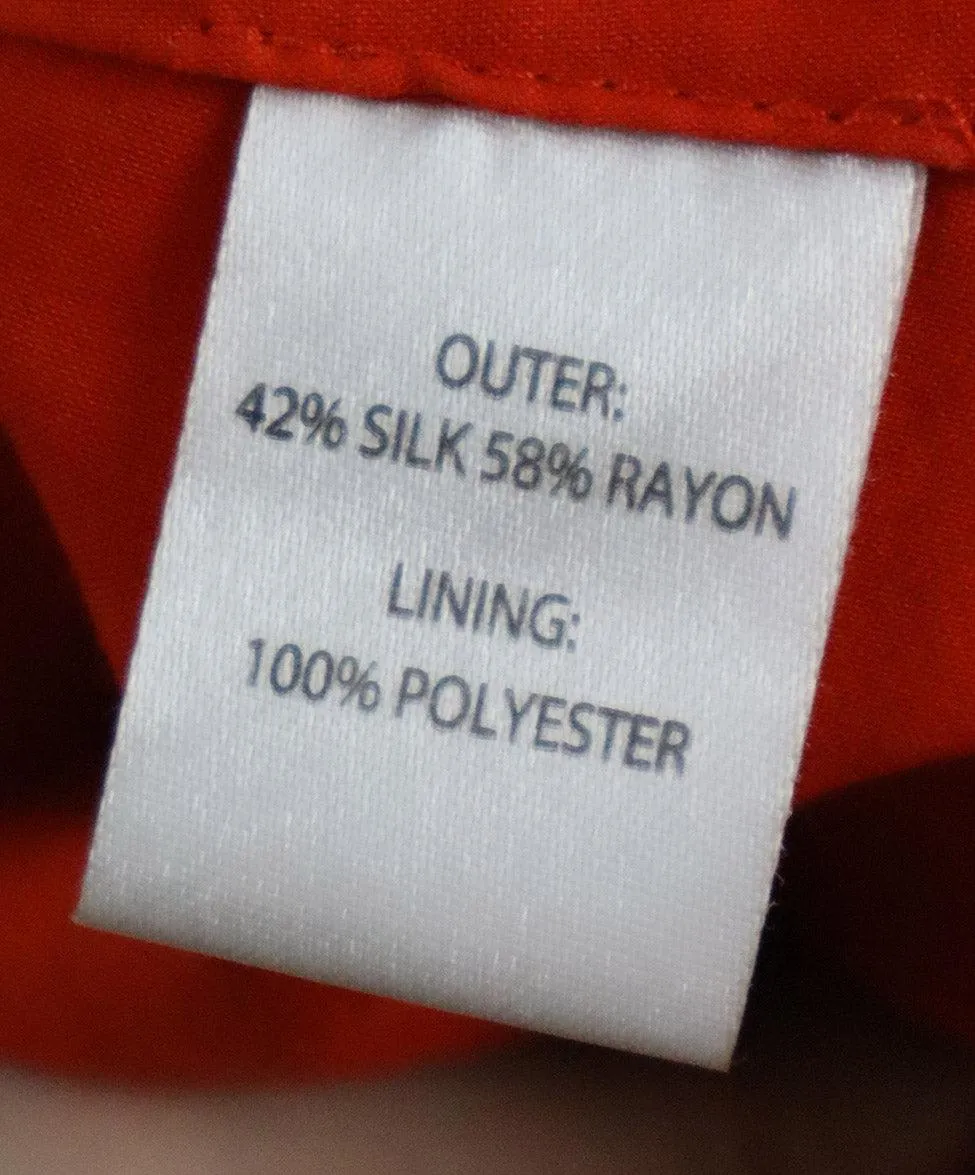 OUTER:
42% SILK 58% RAYON
LINING:
100% POLYESTER